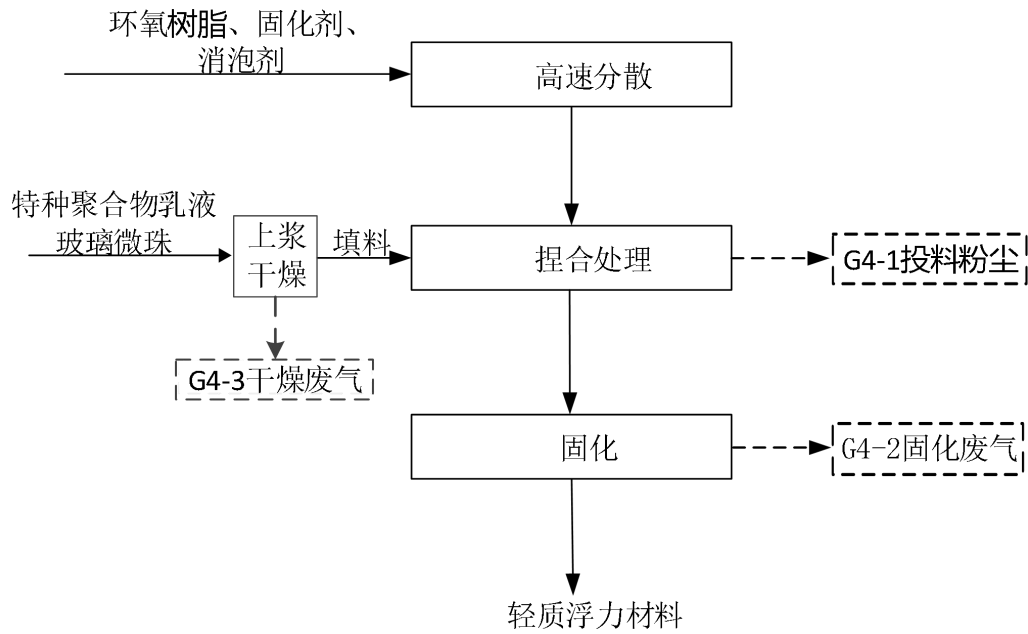 环氧树脂、固化剂、
消泡剂
高速分散
特种聚合物乳液
玻璃微珠
上浆
干燥
填料
捏合处理
G4-1投料粉尘
G4-3干燥废气
固化
G4-2固化废气
轻质浮力材料